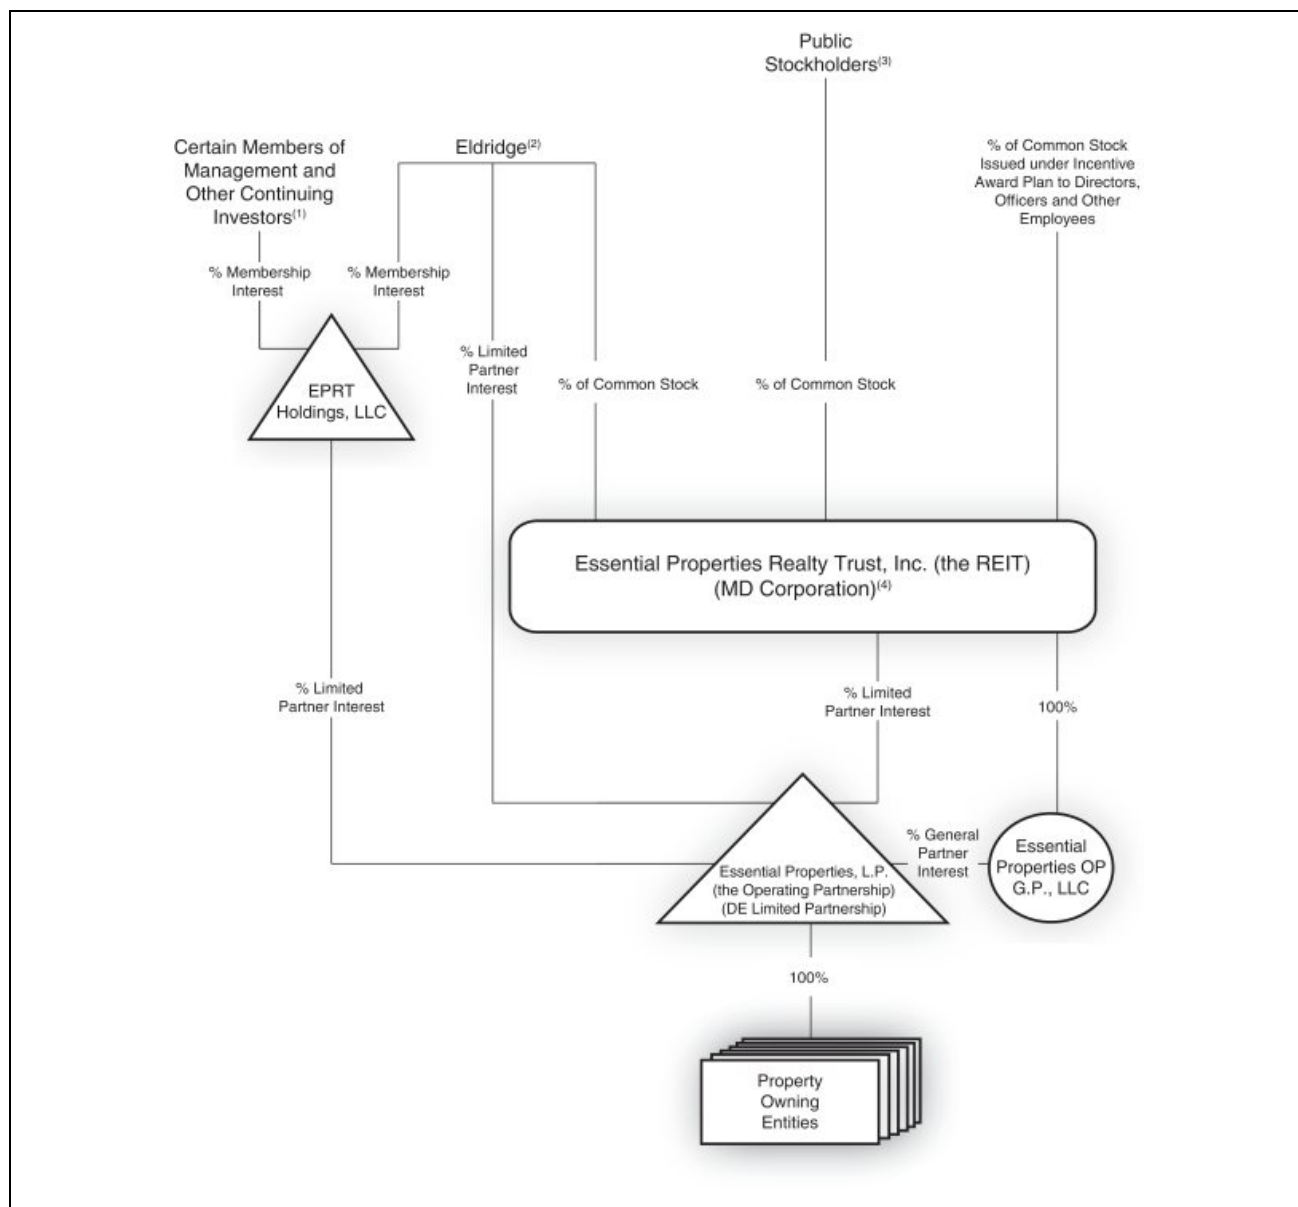 Public
Stockholders(3)
Certain Members of
Management and
Other Continuing
Investors(1)
Eldridge(2)
% of Common Stock
Issued under Incentive
Award Plan to Directors,
Officers and Other
Employees
% Membership
Interest
% Membership
Interest
% Limited
Partner
Interest
% of Common Stock
% of Common Stock
EPRT
Holdings, LLC
Essential Properties Realty Trust, Inc. (the REIT)
(MD Corporation)(4)
% Limited
Partner Interest
% Limited
Partner Interest
100%
% General
Partner
Interest
Essential
Properties OP
G.P., LLC
Essential Properties, L.P.
(the Operating Partnership)
(DE Limited Partnership)
100%
Property
Owning
Entities